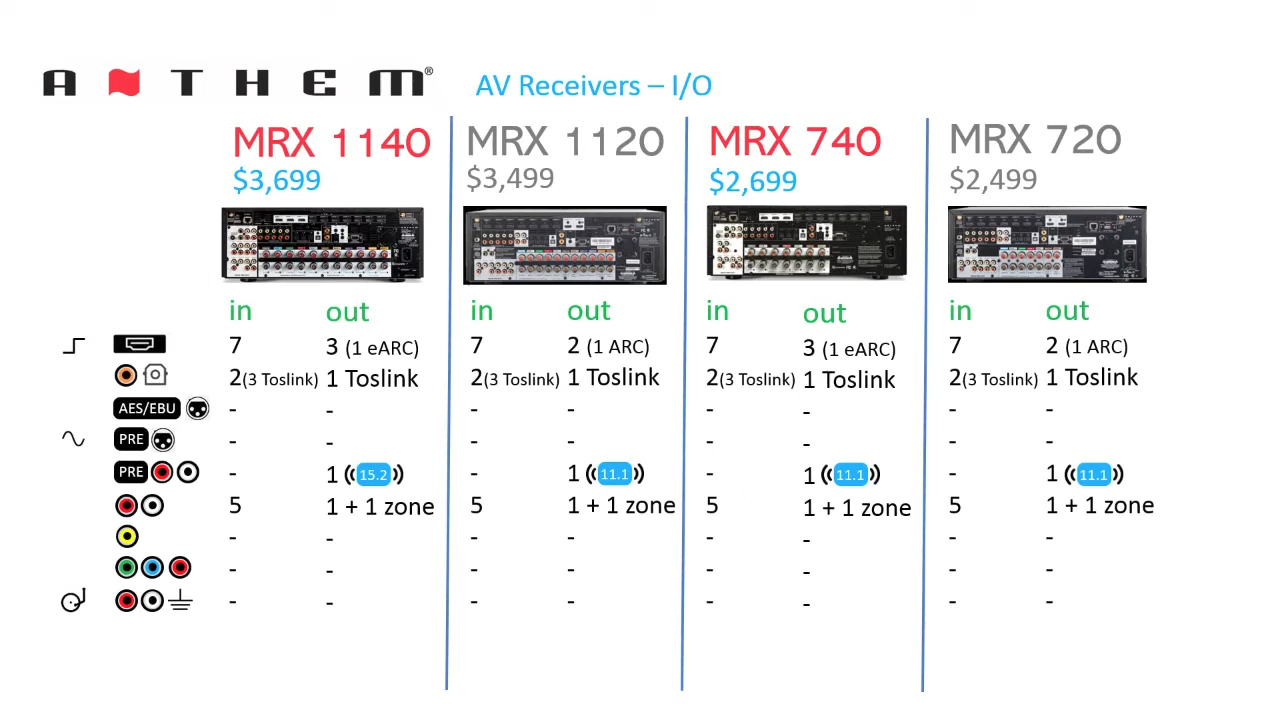 ANTHEM® AV Receivers – I/O
MRX 1140 MRX 1120 MRX 740 MRX 720
$3,699 $3,499 $2,699 $2,499
in out in out in out in out
7 3 (1 eARC) 7 2 (1 ARC) 7 3 (1 eARC) 7 2 (1 ARC)
2(3 Toslink) 1 Toslink 2(3 Toslink) 1 Toslink 2(3 Toslink) 1 Toslink 2(3 Toslink) 1 Toslink
AES/EBU - - - - - - - -
PRE - - - - - - - -
PRE - 1 15.2 - 1 11.1 - 1 11.1 - 1 11.1
5 1 + 1 zone 5 1 + 1 zone 5 1 + 1 zone 5 1 + 1 zone
- - - - - - - -
- - - - - - - -
- - - - - - - -